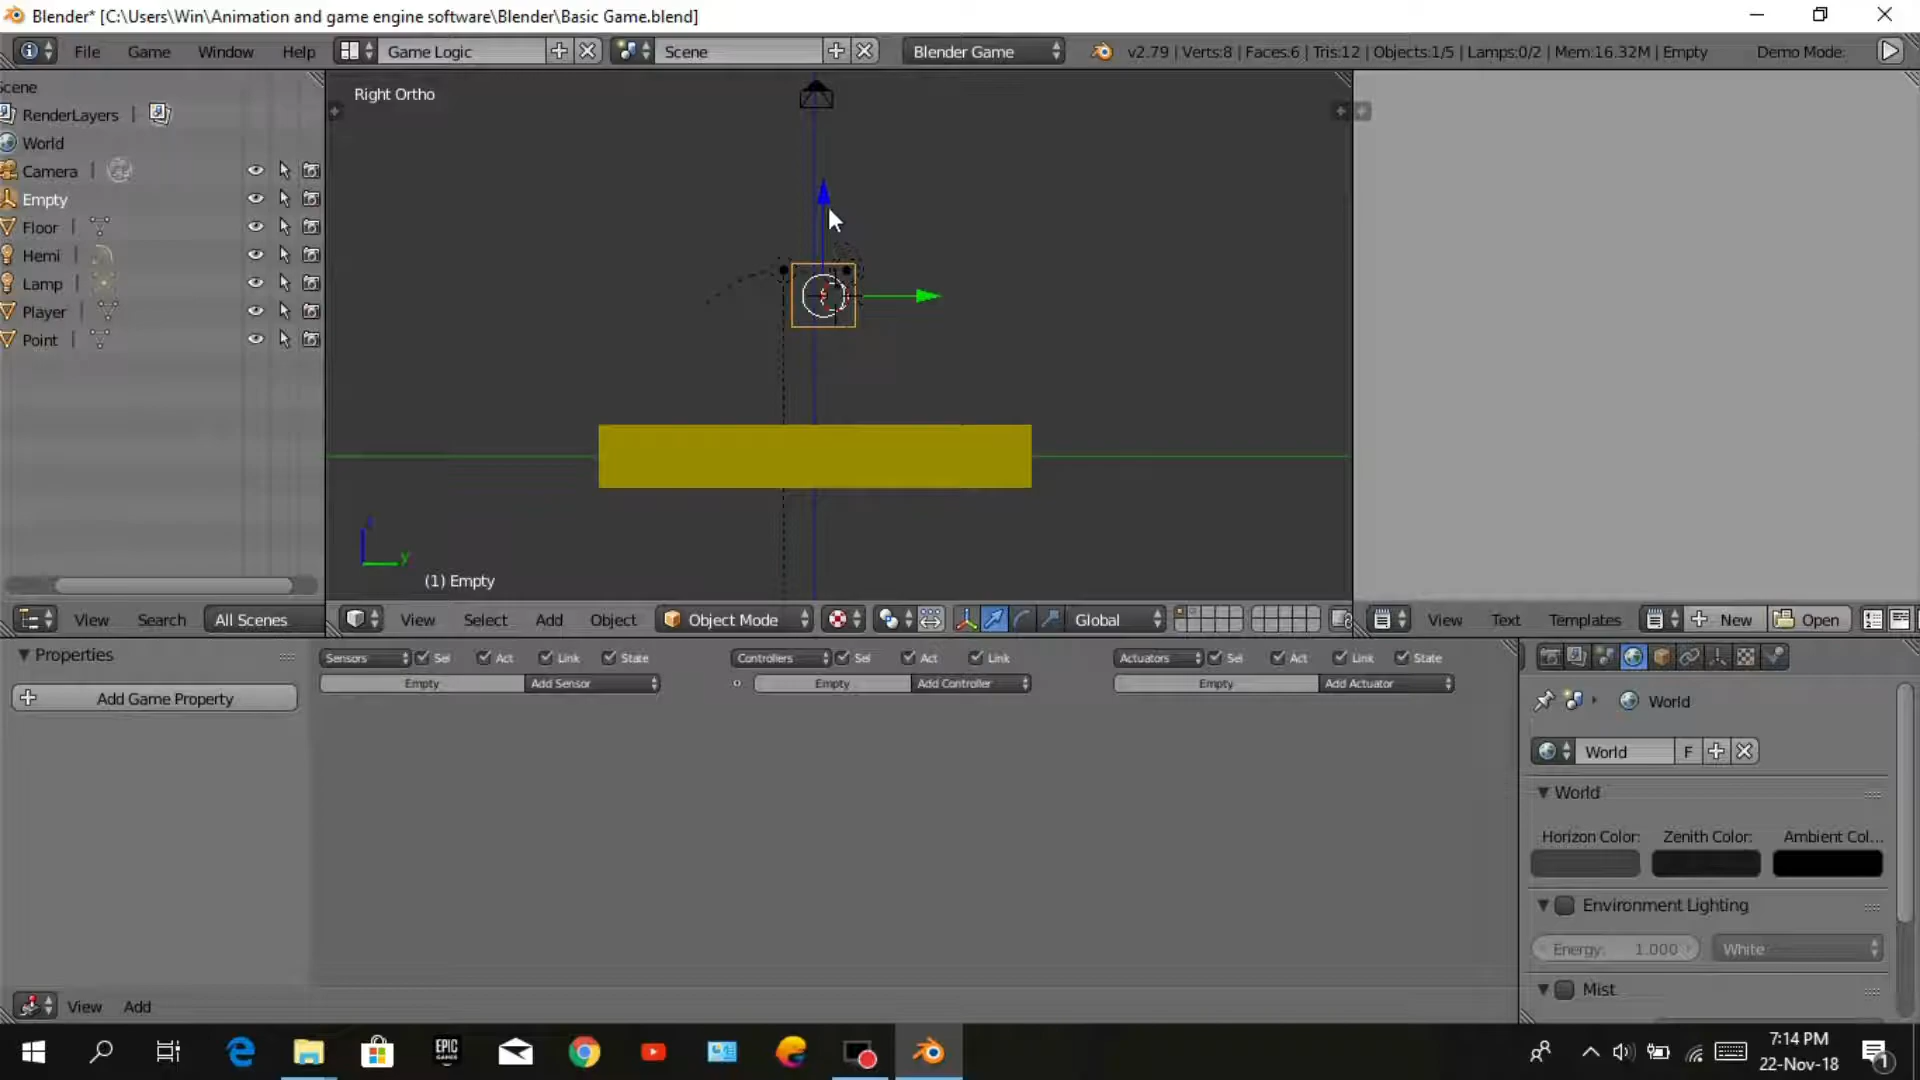 Blender* [C:\Users\Win\Animation and game engine software\Blender\Basic Game.blend]
File Game Window Help Game Logic Scene Blender Game v2.79 | Verts:8 | Faces:6 | Tris:12 | Objects:1/5 | Lamps:0/2 | Mem:16.32M | Empty Demo Mode:
Scene
RenderLayers
World
Camera
Empty
Floor
Hemi
Lamp
Player
Point
Right Ortho
y
(1) Empty
View Search All Scenes
View Select Add Object Object Mode Global
View Text Templates New Open
Properties
Add Game Property
Sensors Sel Act Link State
Empty Add Sensor
Controllers Sel Act Link
Empty Add Controller
Actuators Sel Act Link State
Empty Add Actuator
World
World F
World
Horizon Color: Zenith Color: Ambient Col...
Environment Lighting
Energy: 1.000 White
Mist
View Add
EPIC
GAMES
7:14 PM
22-Nov-18
1